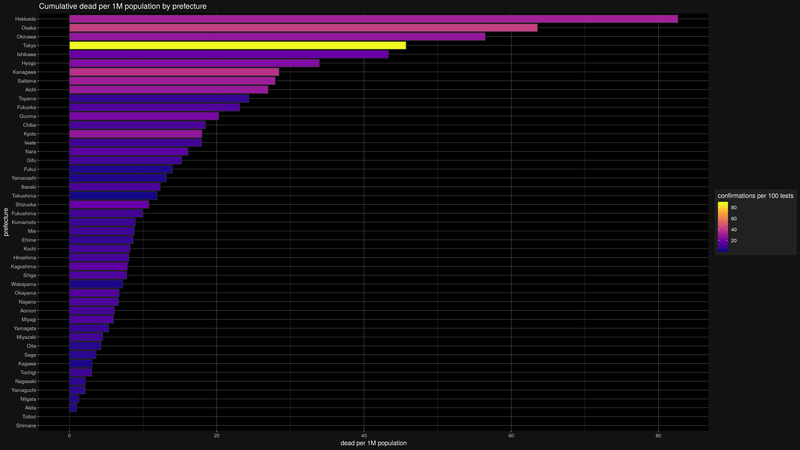 Cumulative dead per 1M population by prefecture
Hokkaido
Osaka
Okinawa
Tokyo
Ishikawa
Hyogo
Kanagawa
Saitama
Aichi
Toyama
Fukuoka
Gunma
Chiba
Kyoto
Iwate
Nara
Gifu
Fukui
Yamanashi
Ibaraki
Tokushima
Shizuoka
Fukushima
Kumamoto
Mie
Ehime
Kochi
Hiroshima
Kagoshima
Shiga
Wakayama
Okayama
Nagano
Aomori
Miyagi
Yamagata
Miyazaki
Oita
Saga
Kagawa
Tochigi
Nagasaki
Yamaguchi
Niigata
Akita
Tottori
Shimane
prefecture
0 20 40 60 80
dead per 1M population
confirmations per 100 tests
80
60
40
20